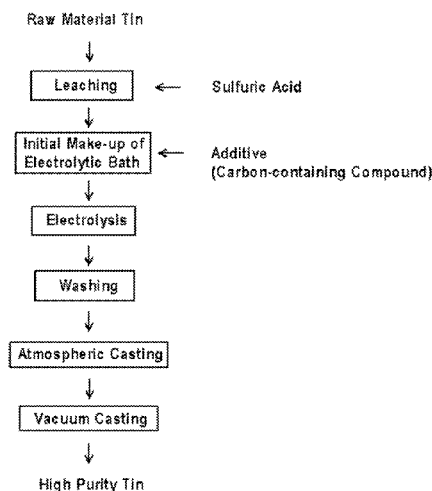 Raw Material Tin
Leaching
Sulfuric Acid
Initial Make-up of
Electrolytic Bath
Additive
(Carbon-containing Compound)
Electrolysis
Washing
Atmospheric Casting
Vacuum Casting
High Purity Tin